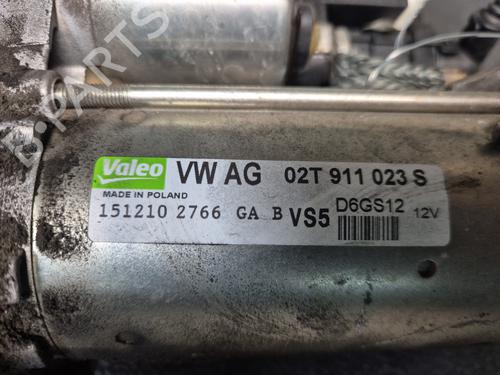 B-PARTS
Valeo VW AG 02T 911 023 S
MADE IN POLAND
151210 2766 GA B VS5 D6GS12 12V